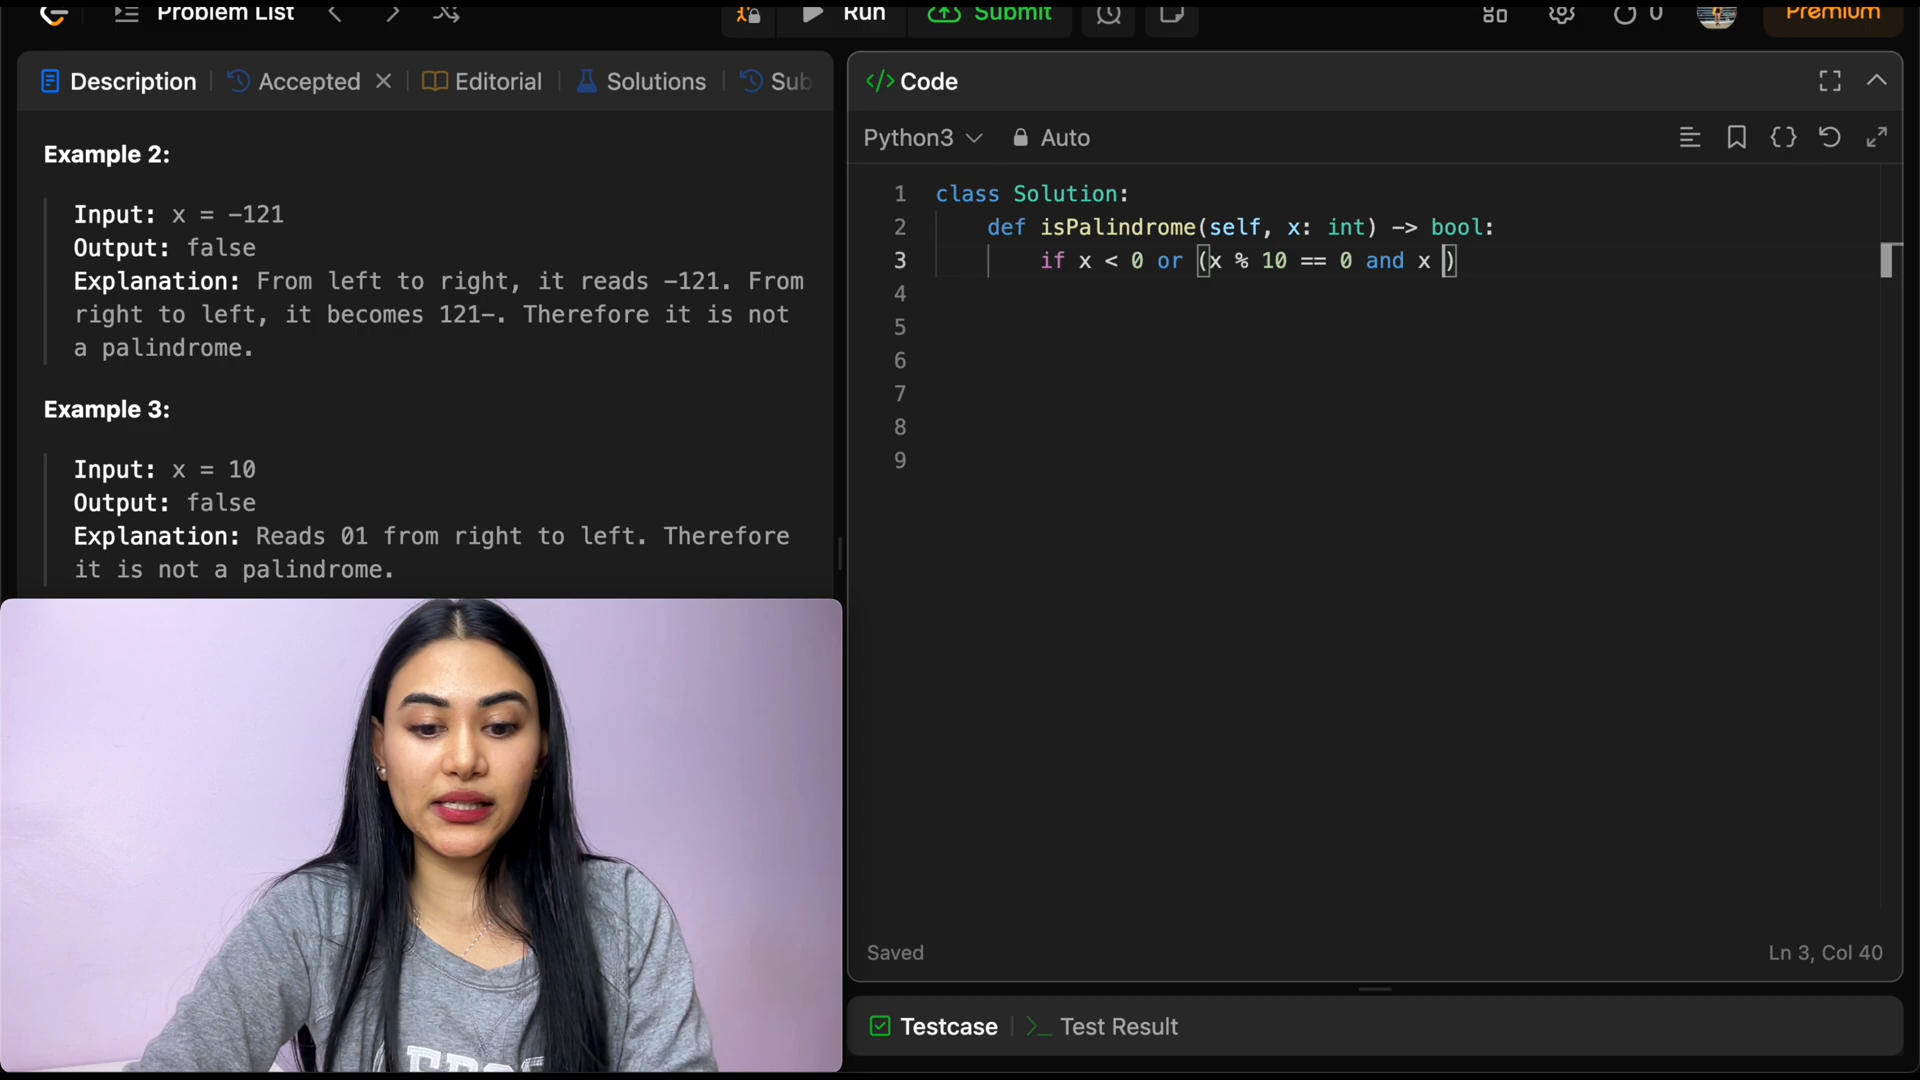 Problem List
Run
Submit
0
Premium
Description
Accepted
Editorial
Solutions
Sub
Example 2:
Input: x = -121
Output: false
Explanation: From left to right, it reads -121. From
right to left, it becomes 121-. Therefore it is not
a palindrome.
Example 3:
Input: x = 10
Output: false
Explanation: Reads 01 from right to left. Therefore
it is not a palindrome.
</> Code
Python3
Auto
1 class Solution:
2 def isPalindrome(self, x: int) -> bool:
3 if x < 0 or (x % 10 == 0 and x )
4
5
6
7
8
9
Saved
Ln 3, Col 40
Testcase
>_ Test Result